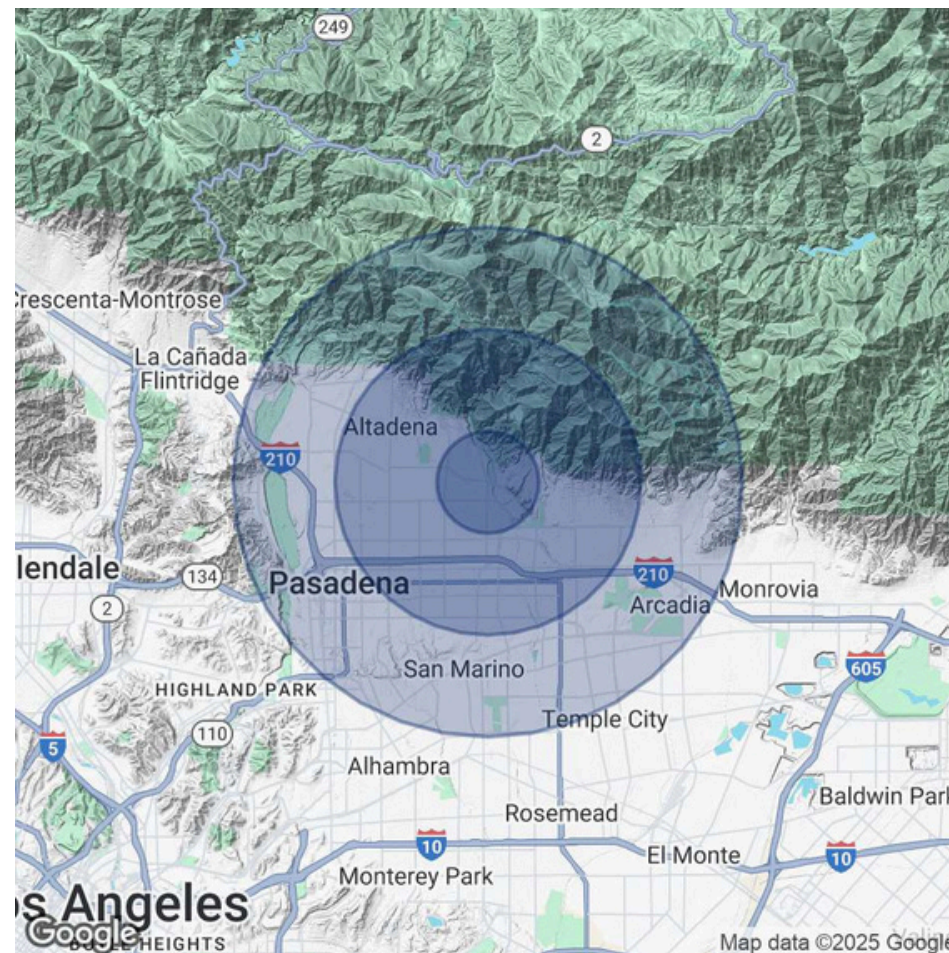 249
2
Crescenta-Montrose
La Cañada
Flintridge
Altadena
210
lendale
134
Pasadena
210
2
Arcadia
Monrovia
San Marino
605
HIGHLAND PARK
Temple City
110
5
Alhambra
Baldwin Park
Rosemead
10
El Monte
10
Monterey Park
os Angeles
Google
HEIGHTS
Map data ©2025 Google